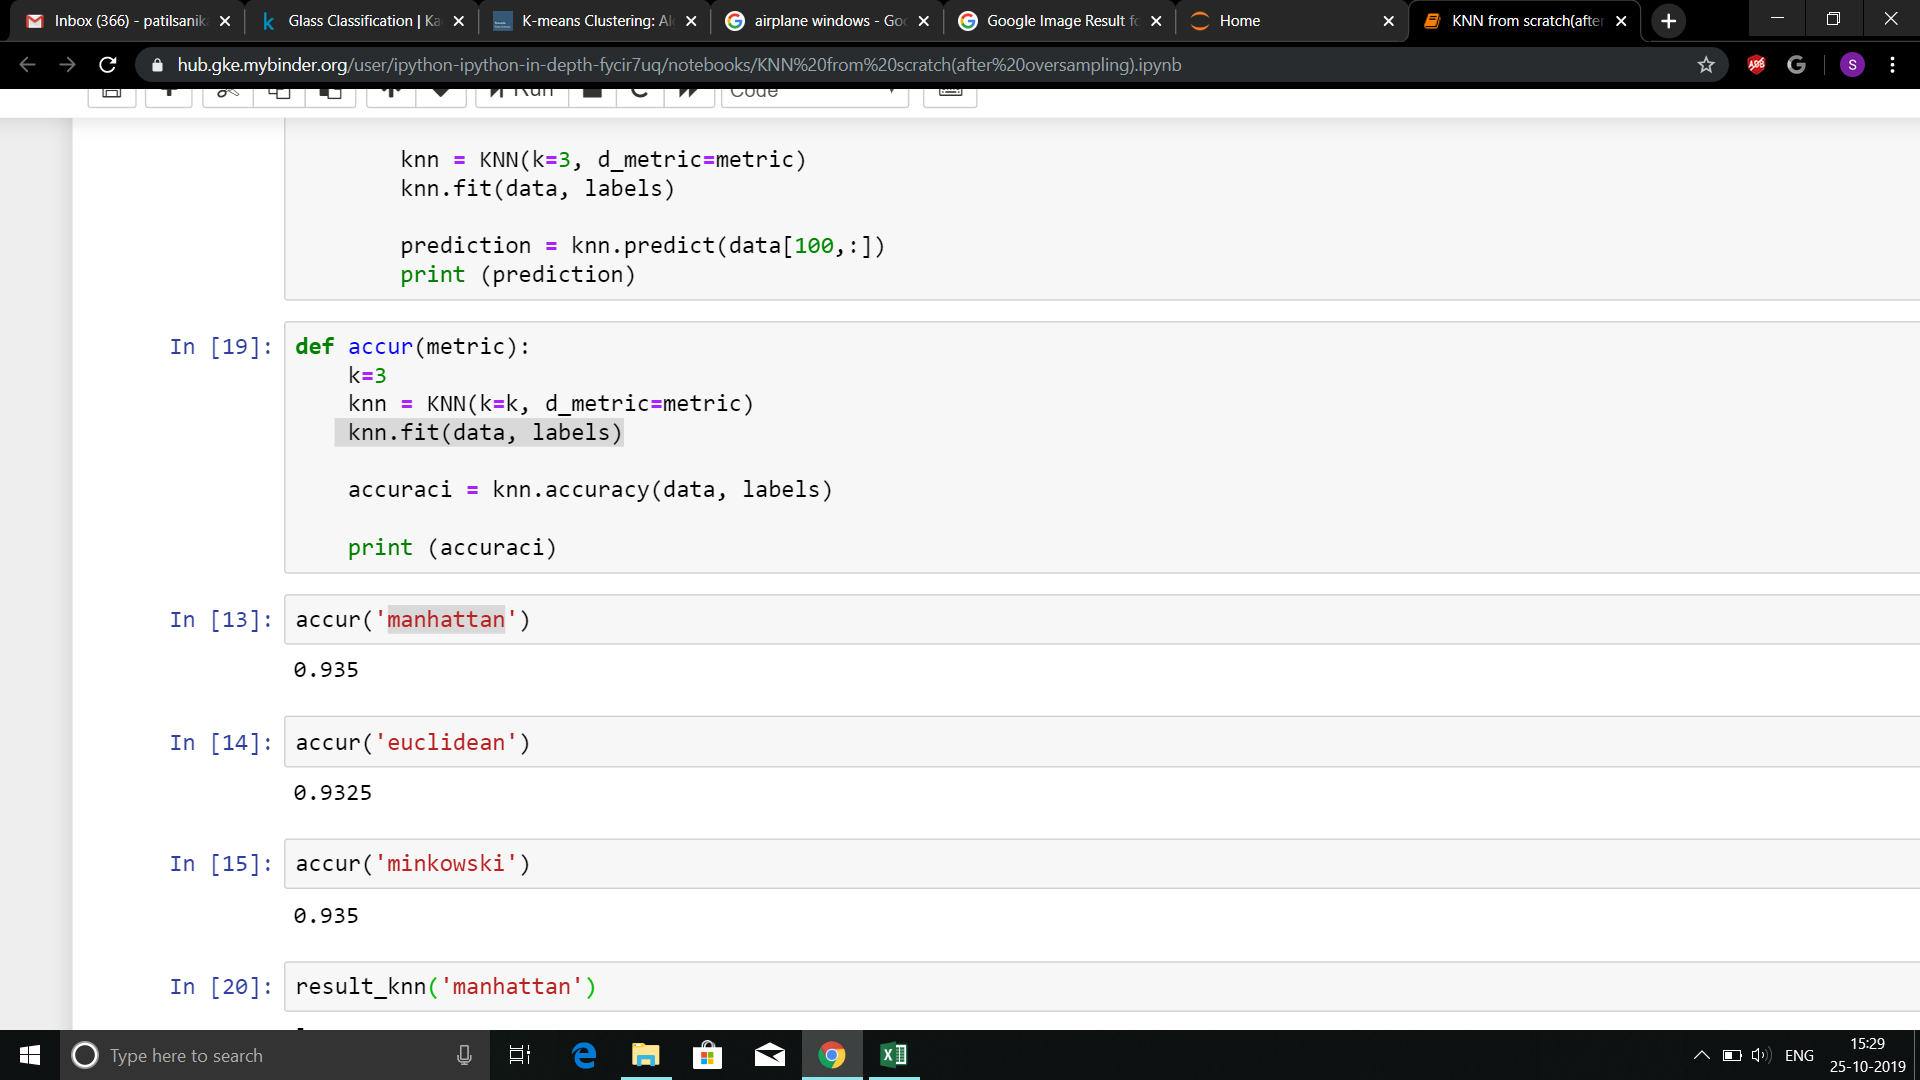 Inbox (366) - patilsanik
Glass Classification | Ka
K-means Clustering: Al
airplane windows - Goo
Google Image Result fo
Home
KNN from scratch(after
hub.gke.mybinder.org/user/ipython-ipython-in-depth-fycir7uq/notebooks/KNN%20from%20scratch(after%20oversampling).ipynb
S
Run
Code
knn = KNN(k=3, d_metric=metric)
knn.fit(data, labels)
prediction = knn.predict(data[100,:])
print (prediction)
In [19]:
def accur(metric):
k=3
knn = KNN(k=k, d_metric=metric)
knn.fit(data, labels)
accuraci = knn.accuracy(data, labels)
print (accuraci)
In [13]:
accur('manhattan')
0.935
In [14]:
accur('euclidean')
0.9325
In [15]:
accur('minkowski')
0.935
In [20]:
result_knn('manhattan')
Type here to search
ENG
15:29
25-10-2019